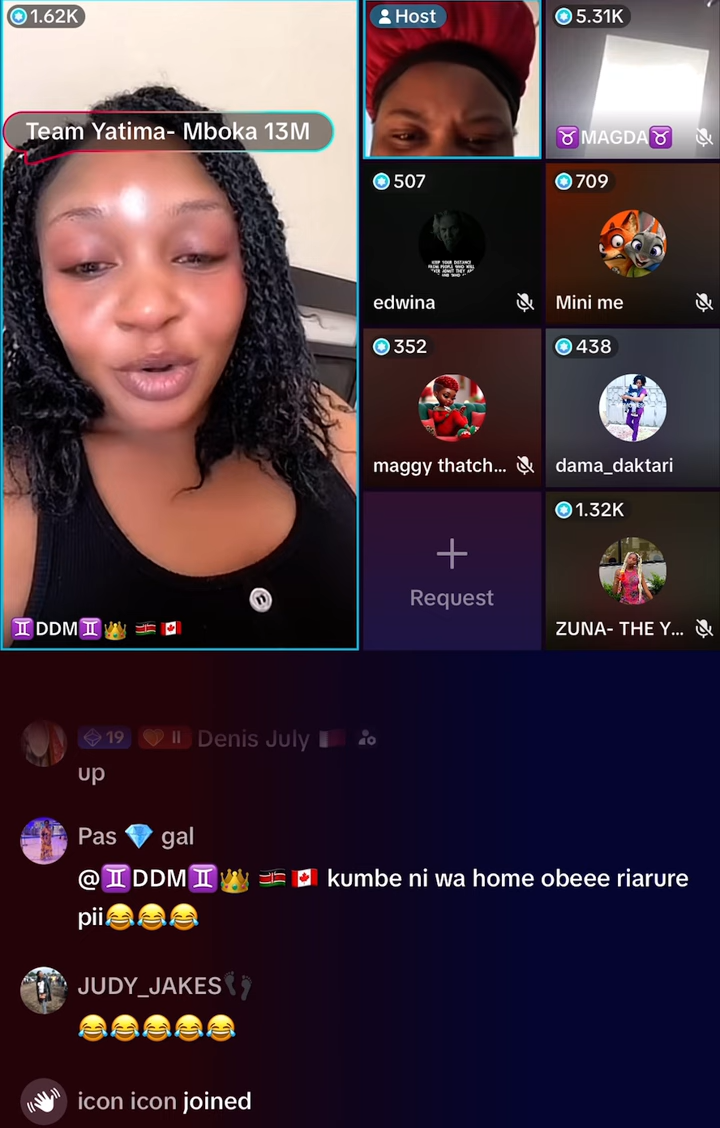 1.62K
Team Yatima- Mboka 13M
♊DDM♊👑 🇰🇪🇨🇦
Host
5.31K
♉MAGDA♉
507
edwina
709
Mini me
352
maggy thatch...
438
dama_daktari
+
Request
1.32K
ZUNA- THE Y...
19 II Denis July
up
Pas 💎 gal
@♊DDM♊👑 🇰🇪🇨🇦 kumbe ni wa home obeee riarure
pii😂😂😂
JUDY_JAKES👣
😂😂😂😂😂
icon icon joined